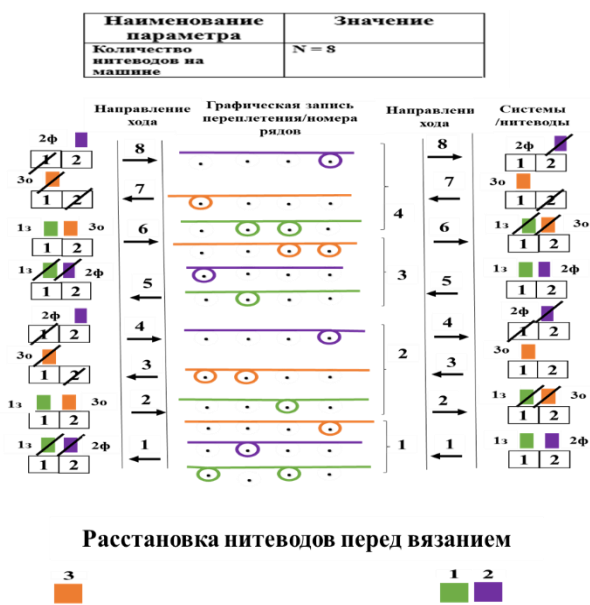 Наименование параметра
Значение
Количество нитеводов на машине
N = 8
Направление хода
Графическая запись переплетения/номера рядов
Направленин хода
Системы /нитеводы
2ф
1 2
8
8
2ф
1 2
3о
1 2
7
4
7
3о
1 2
1з 3о
1 2
6
6
1з 3о
1 2
1з 2ф
1 2
5
3
5
1з 2ф
1 2
2ф
1 2
4
4
2ф
1 2
3о
1 2
3
2
3
3о
1 2
1з 3о
1 2
2
2
1з 3о
1 2
1з 2ф
1 2
1
1
1
1з 2ф
1 2
Расстановка нитеводов перед вязанием
3
1 2